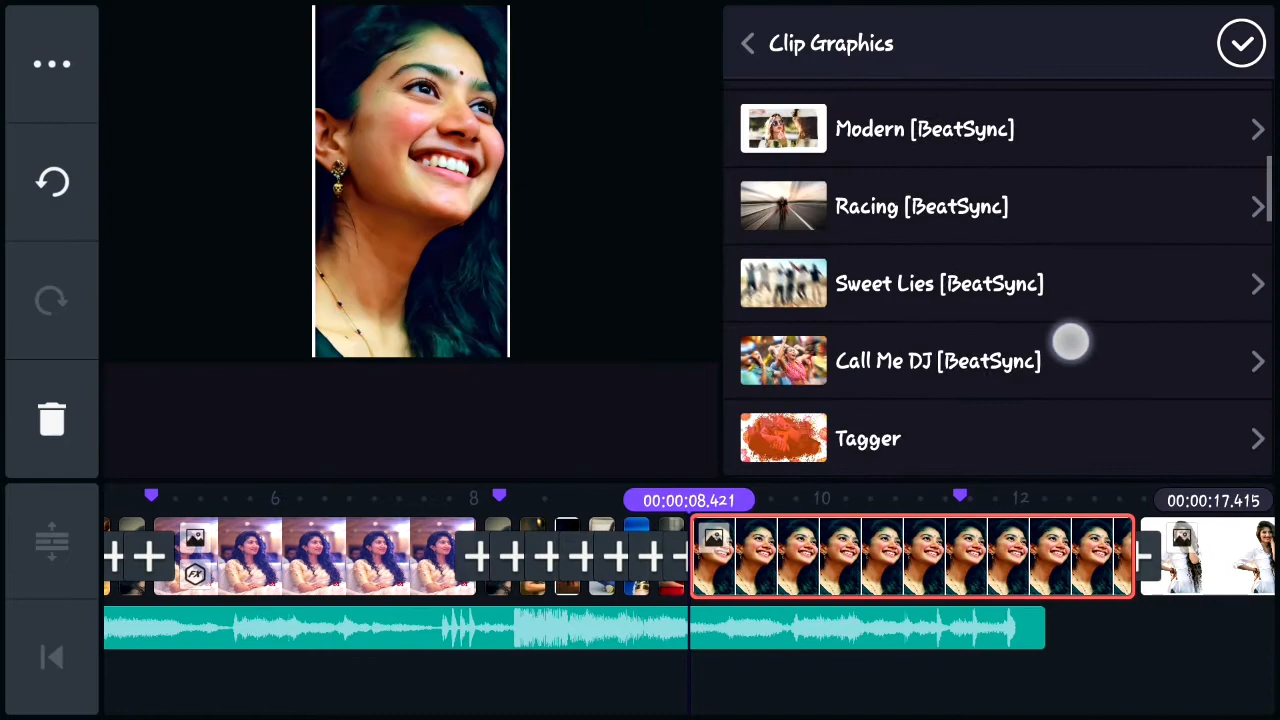 Clip Graphics
Modern [BeatSync]
Racing [BeatSync]
Sweet Lies [BeatSync]
Call Me DJ [BeatSync]
Tagger
6
8
00:00:08.421
10
12
00:00:17.415
FX